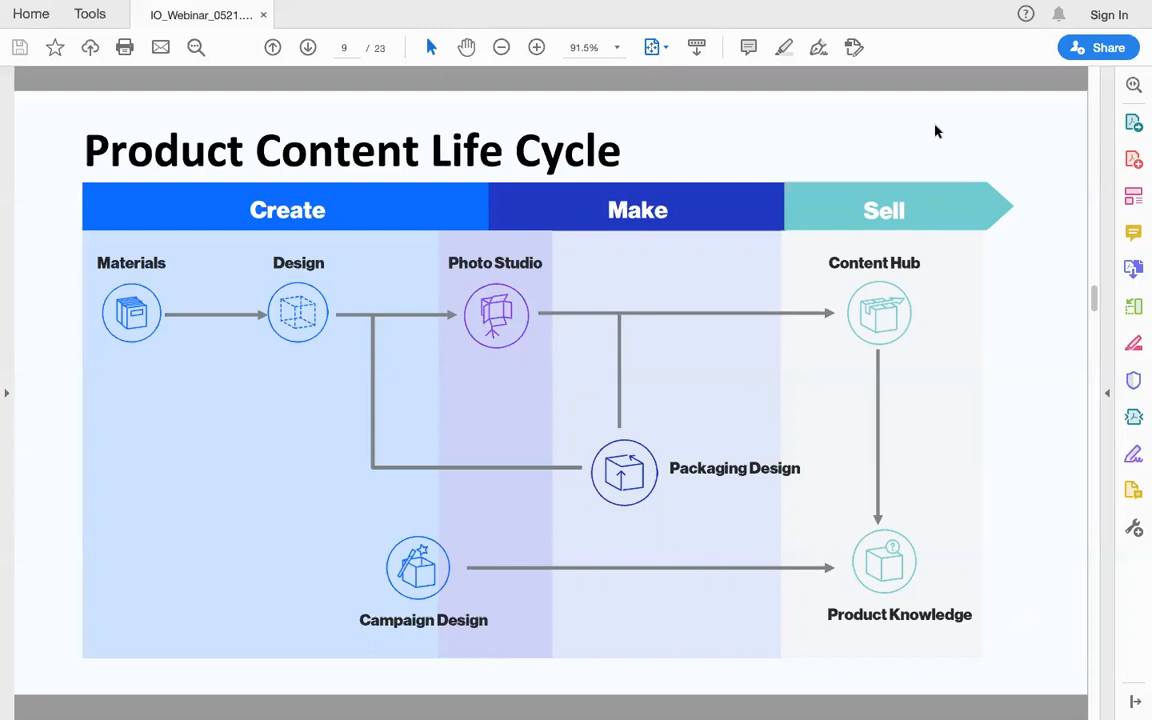 Home Tools IO_Webinar_0521.... × Sign In
9 / 23 91.5% Share
Product Content Life Cycle
Create Make Sell
Materials Design Photo Studio Content Hub
Packaging Design
Campaign Design
Product Knowledge